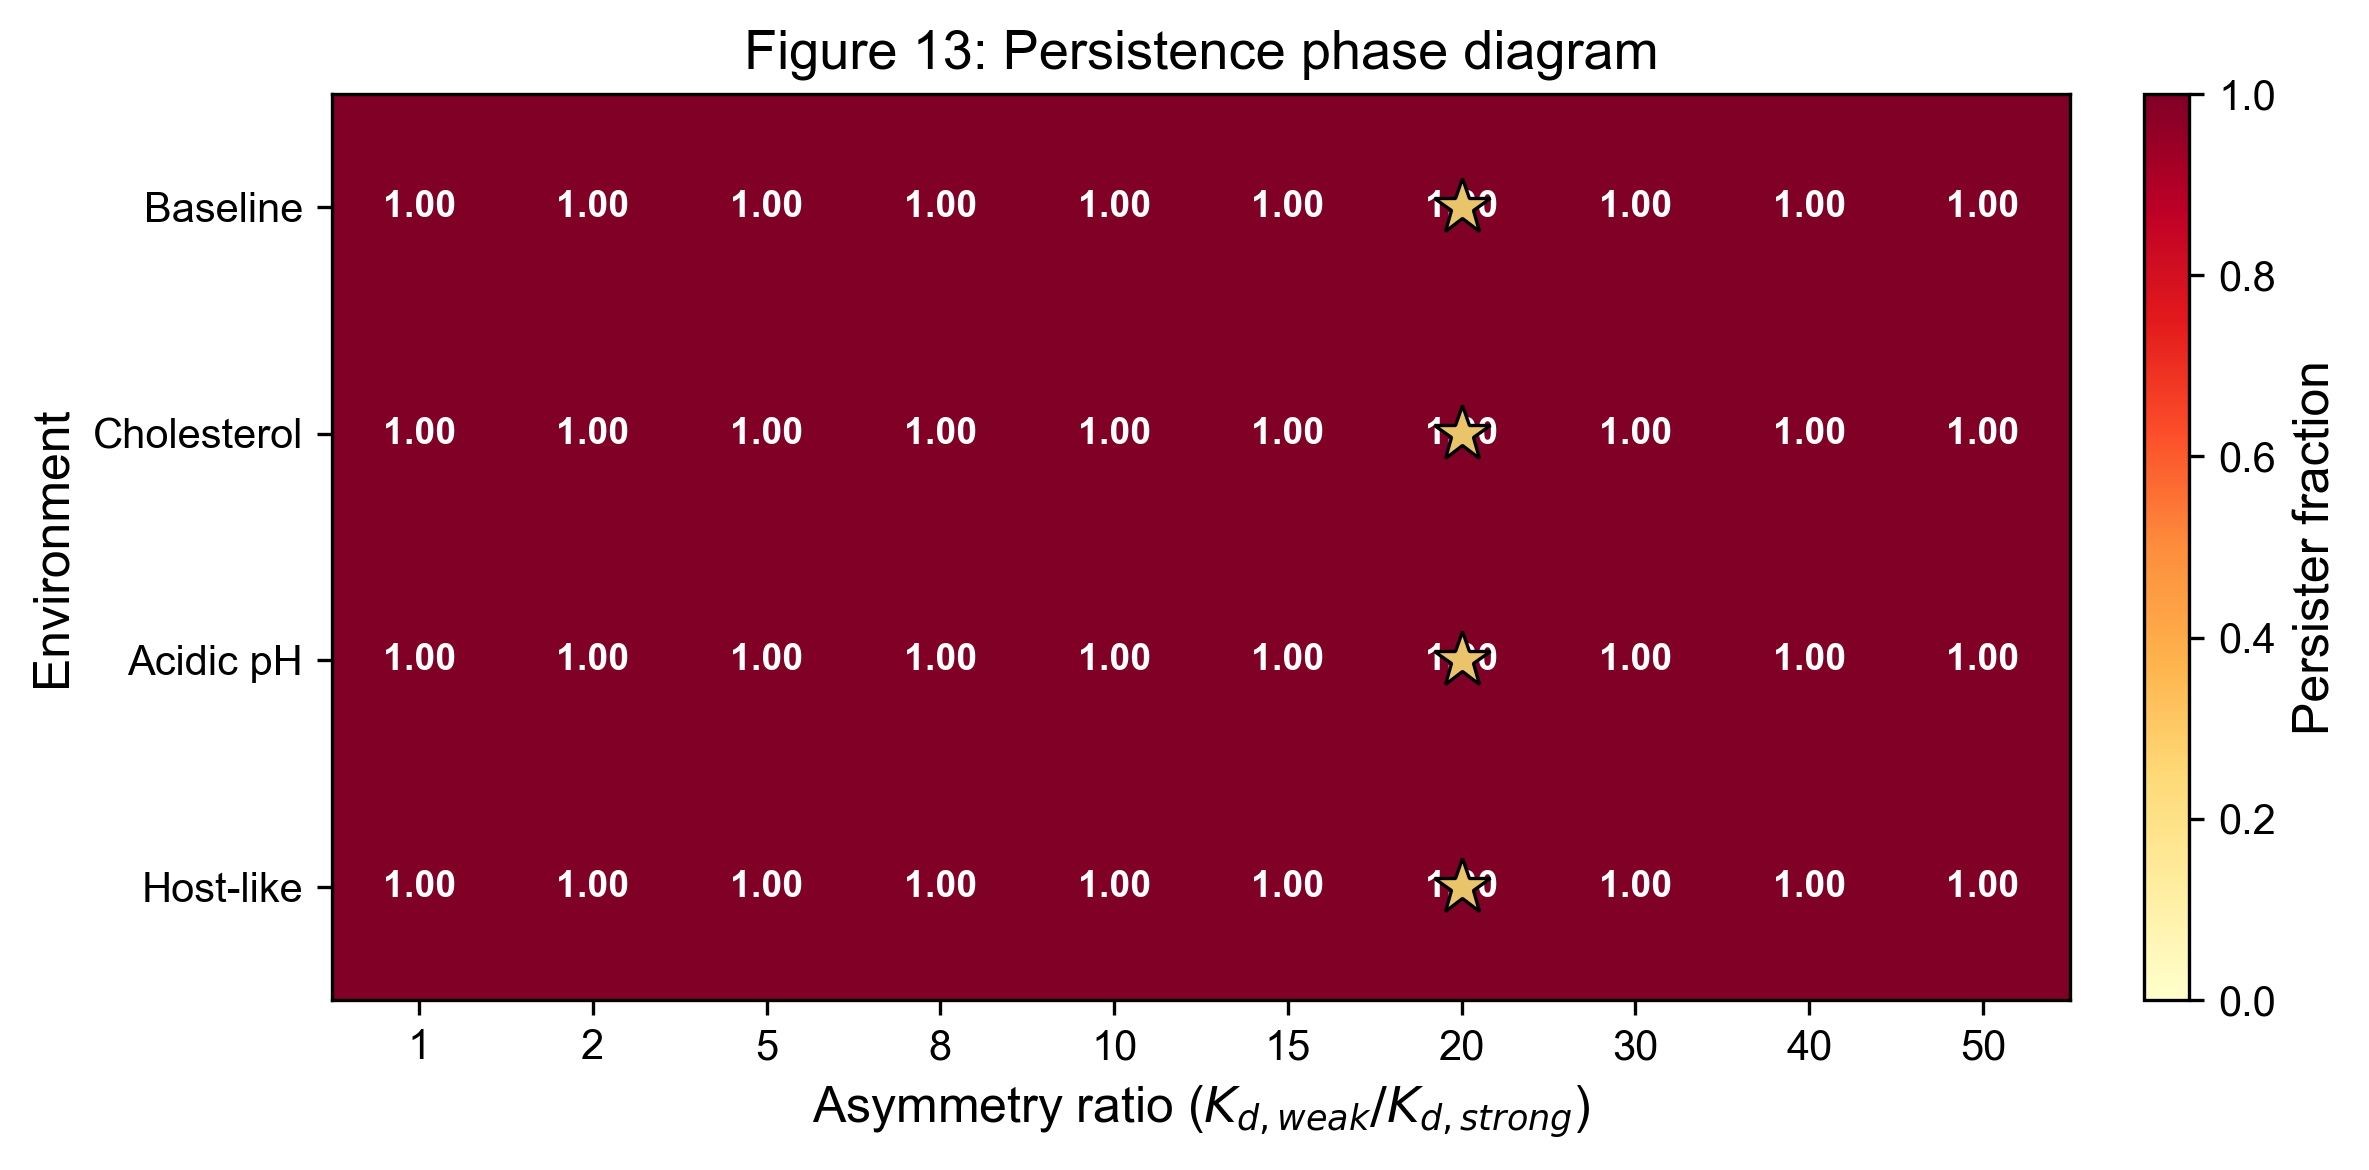 Figure 13: Persistence phase diagram
Environment
Baseline 1.00 1.00 1.00 1.00 1.00 1.00 1.00 1.00 1.00
Cholesterol 1.00 1.00 1.00 1.00 1.00 1.00 1.00 1.00 1.00
Acidic pH 1.00 1.00 1.00 1.00 1.00 1.00 1.00 1.00 1.00
Host-like 1.00 1.00 1.00 1.00 1.00 1.00 1.00 1.00 1.00
1 2 5 8 10 15 20 30 40 50
Asymmetry ratio (K_{d,weak}/K_{d,strong})
1.0
0.8
0.6
0.4
0.2
0.0
Persister fraction